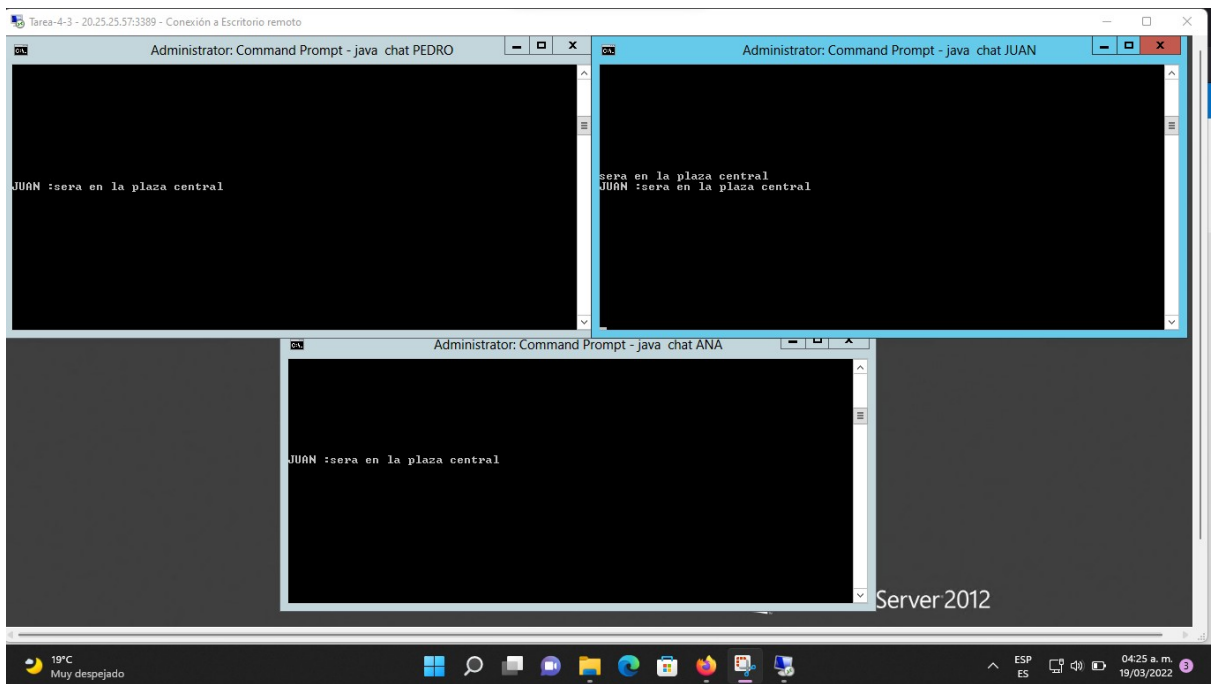 Tarea-4-3 - 20.25.25.57:3389 - Conexión a Escritorio remoto
Administrator: Command Prompt - java chat PEDRO
Administrator: Command Prompt - java chat JUAN
JUAN :sera en la plaza central
sera en la plaza central
JUAN :sera en la plaza central
Administrator: Command Prompt - java chat ANA
JUAN :sera en la plaza central
Server 2012
19°C
Muy despejado
ESP
ES
04:25 a. m.
19/03/2022
3